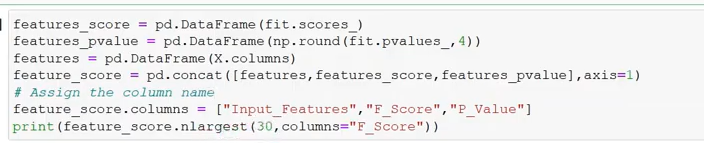 features_score = pd.DataFrame(fit.scores_)
features_pvalue = pd.DataFrame(np.round(fit.pvalues_,4))
features = pd.DataFrame(X.columns)
feature_score = pd.concat([features,features_score,features_pvalue],axis=1)
# Assign the column name
feature_score.columns = ["Input_Features","F_Score","P_Value"]
print(feature_score.nlargest(30,columns="F_Score"))